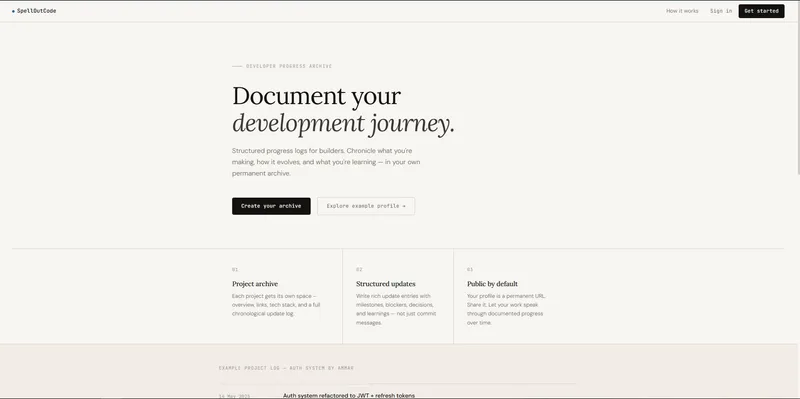 SpellOutCode
How it works
Sign in
Get started
DEVELOPER PROGRESS ARCHIVE
Document your
development journey.
Structured progress logs for builders. Chronicle what you're
making, how it evolves, and what you're learning — in your own
permanent archive.
Create your archive
Explore example profile →
01
Project archive
Each project gets its own space —
overview, links, tech stack, and a full
chronological update log.
02
Structured updates
Write rich update entries with
milestones, blockers, decisions,
and learnings — not just commit
messages.
03
Public by default
Your profile is a permanent URL.
Share it. Let your work speak
through documented progress
over time.
EXAMPLE PROJECT LOG — AUTH SYSTEM BY
Auth system refactored to JWT + refresh tokens